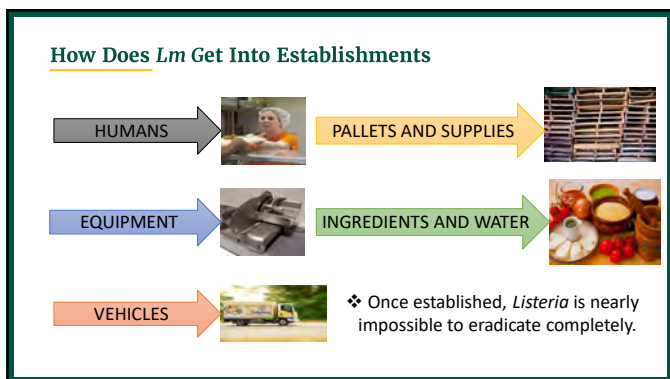 How Does Lm Get Into Establishments
HUMANS
PALLETS AND SUPPLIES
EQUIPMENT
INGREDIENTS AND WATER
VEHICLES
❖ Once established, Listeria is nearly
impossible to eradicate completely.